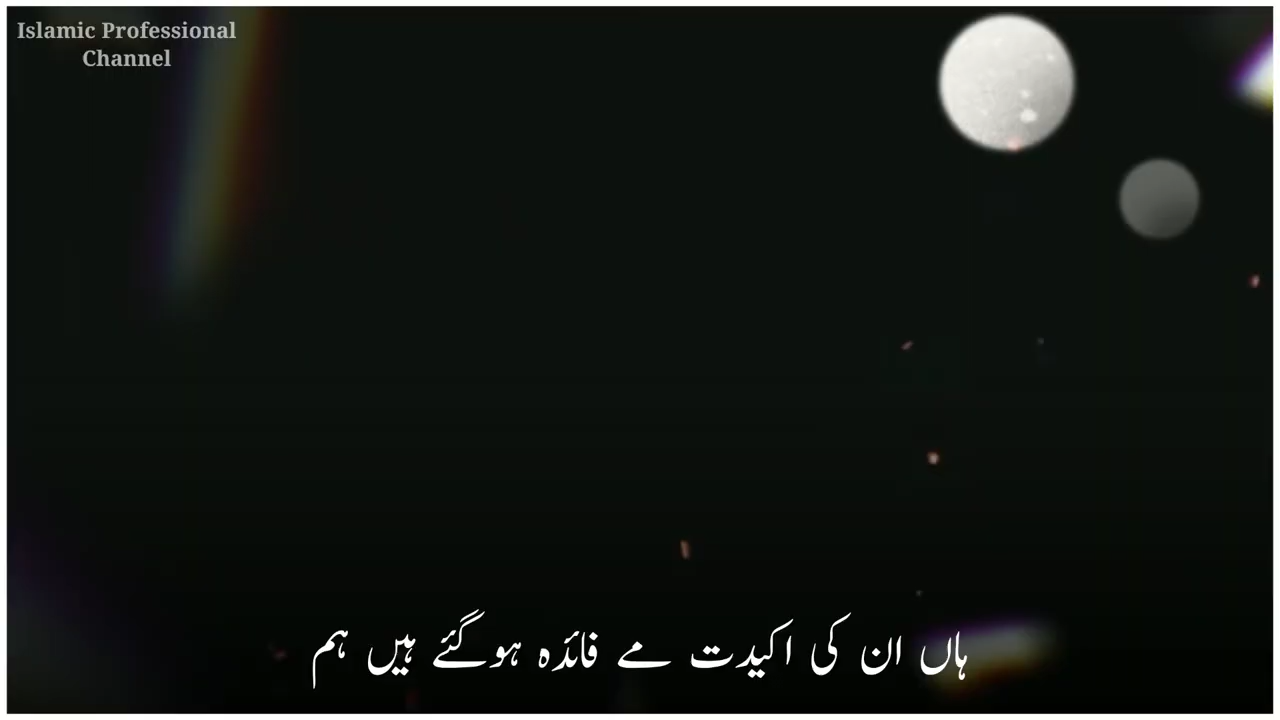 Islamic Professional
Channel
ہاں ان کی اکیدت مے فائدہ ہوگئے ہیں ہم